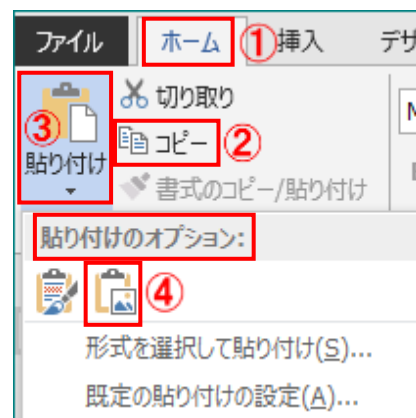 ファイル ホーム ①挿入 デザ
切り取り
③ コピー ②
貼り付け
書式のコピー/貼り付け
貼り付けのオプション:
④
形式を選択して貼り付け(S)...
既定の貼り付けの設定(A)...